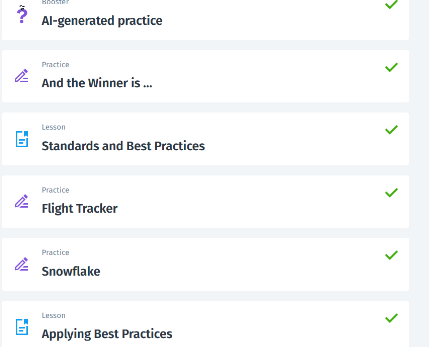 Booster
AI-generated practice
Practice
And the Winner is ...
Lesson
Standards and Best Practices
Practice
Flight Tracker
Practice
Snowflake
Lesson
Applying Best Practices